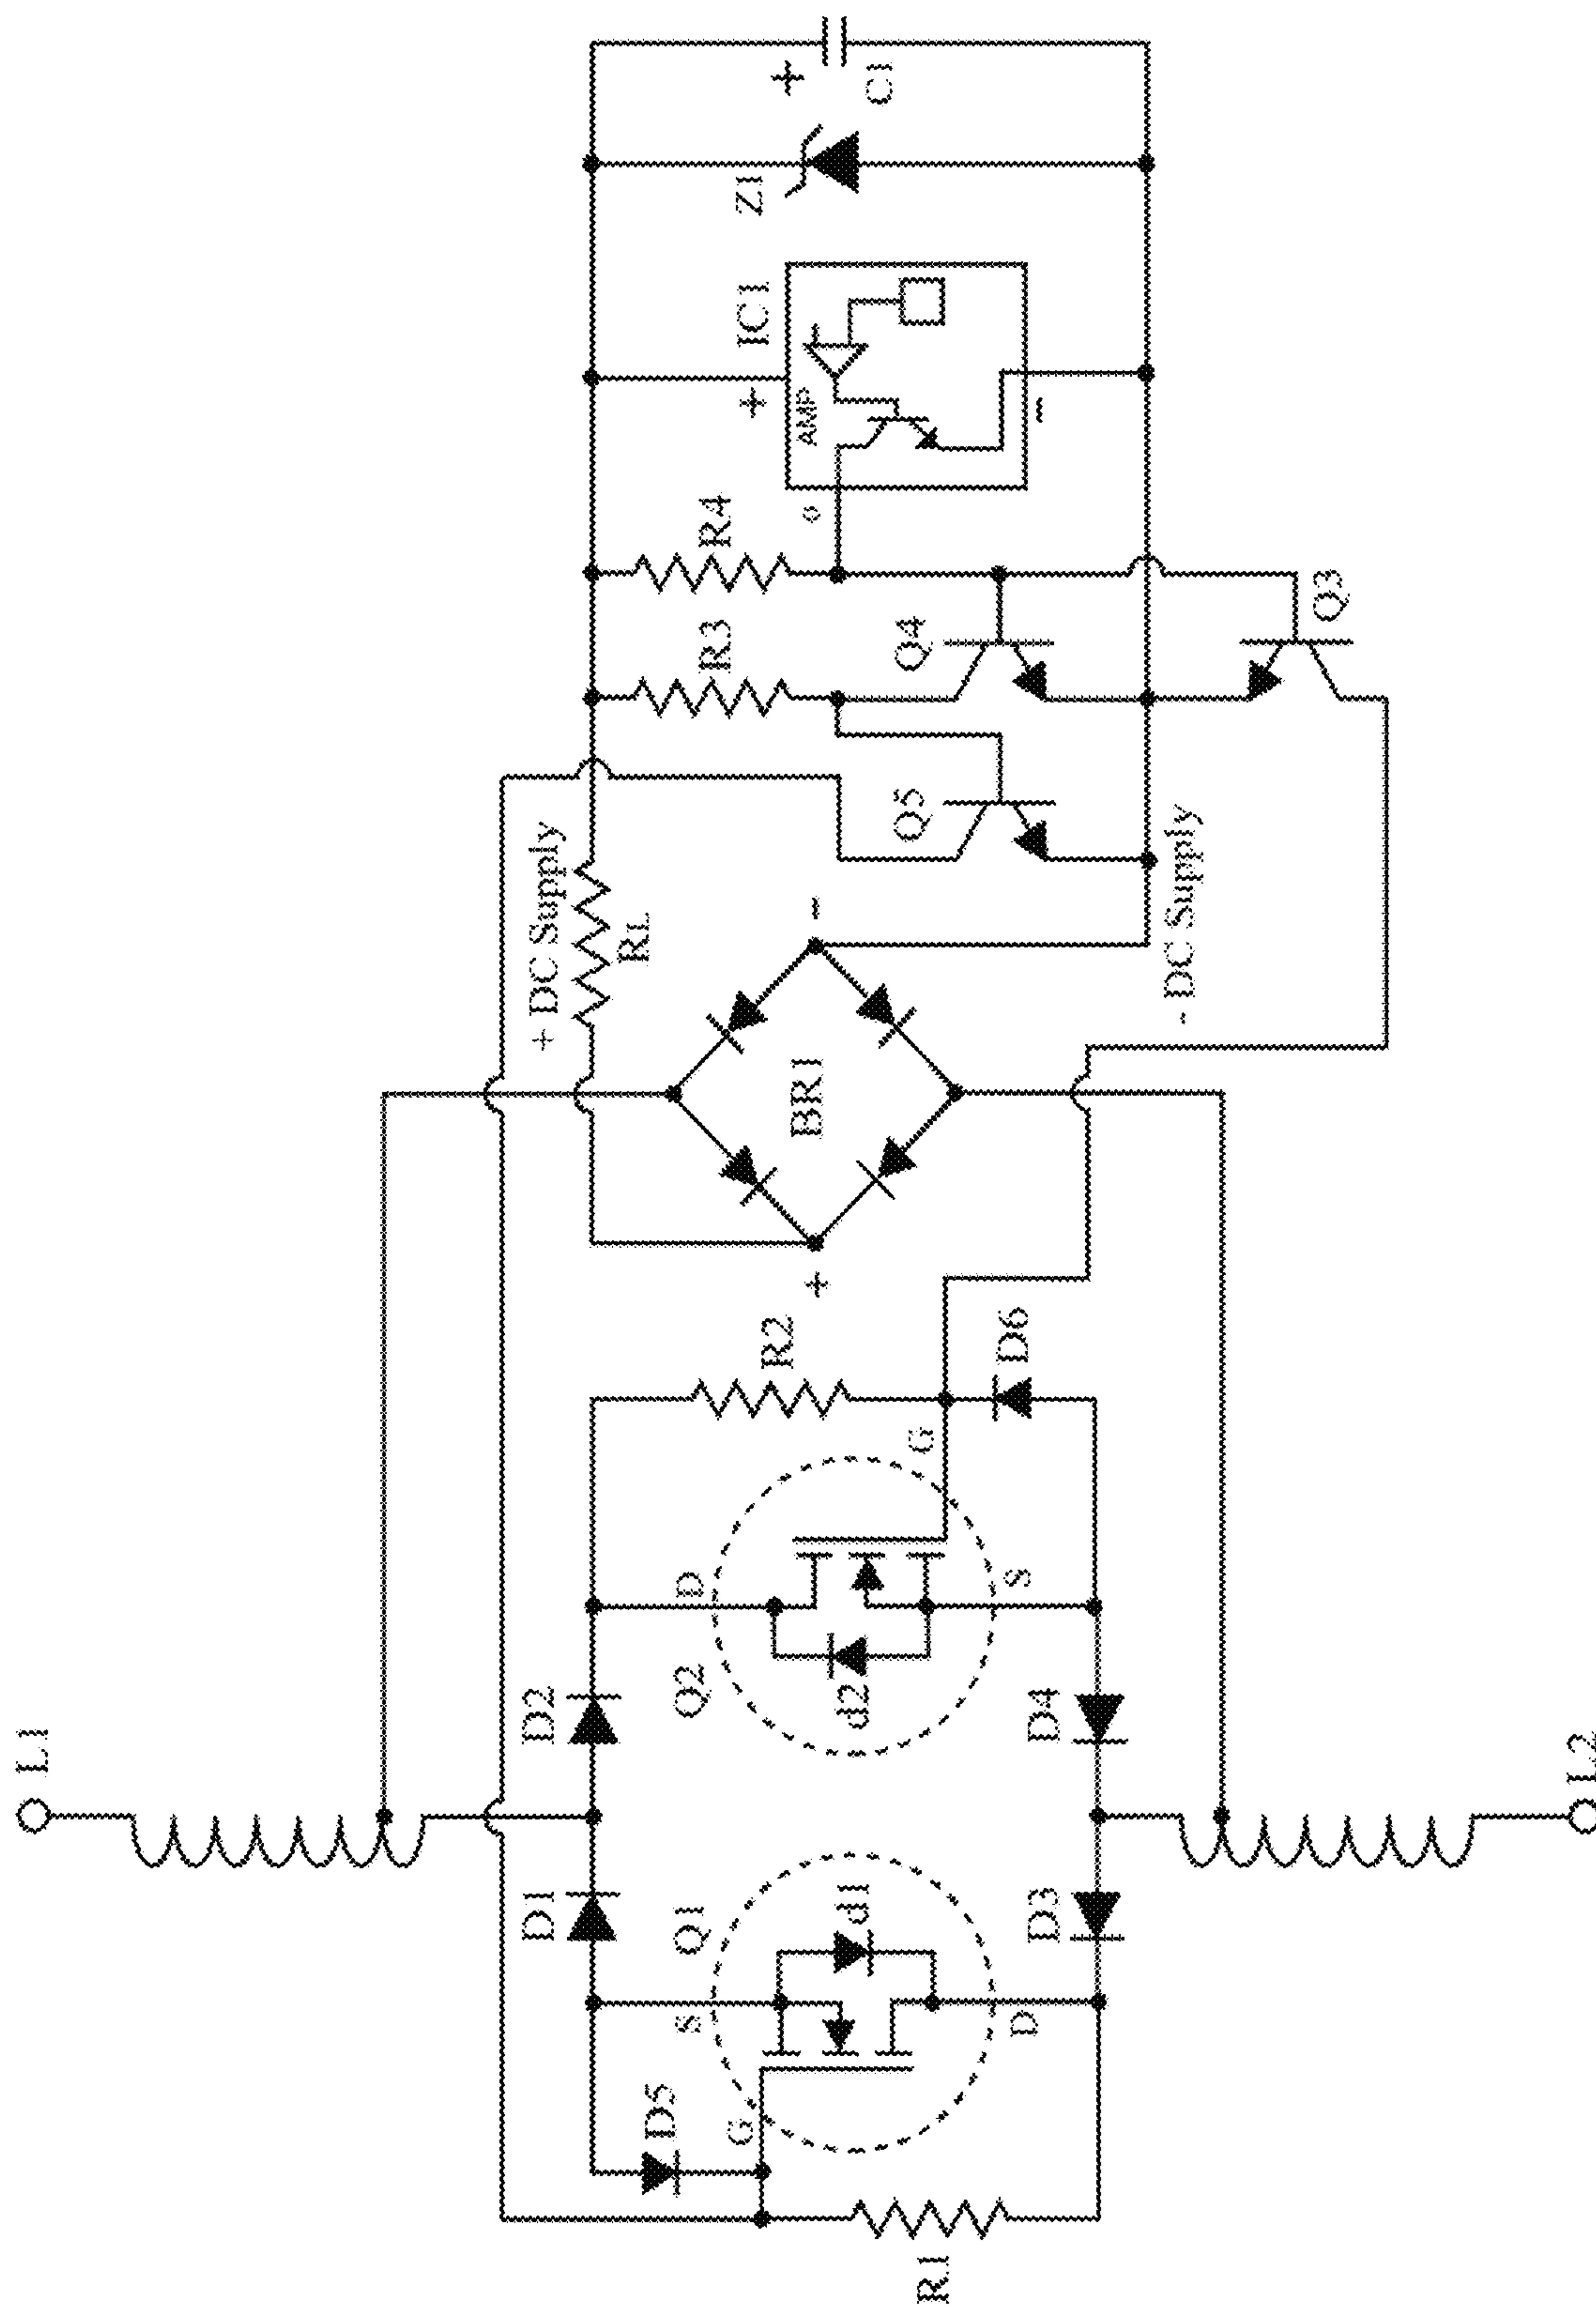 L1
D1
D2
D5
G
S
Q1
d1
D
D3
R1
Q2
D
d2
S
G
D4
R2
D6
L2
+ DC Supply
RL
BR1
+
-
- DC Supply
Q5
R3
R4
Q4
Q3
o
IC1
+
AMP
-
-
Z1
+
C1